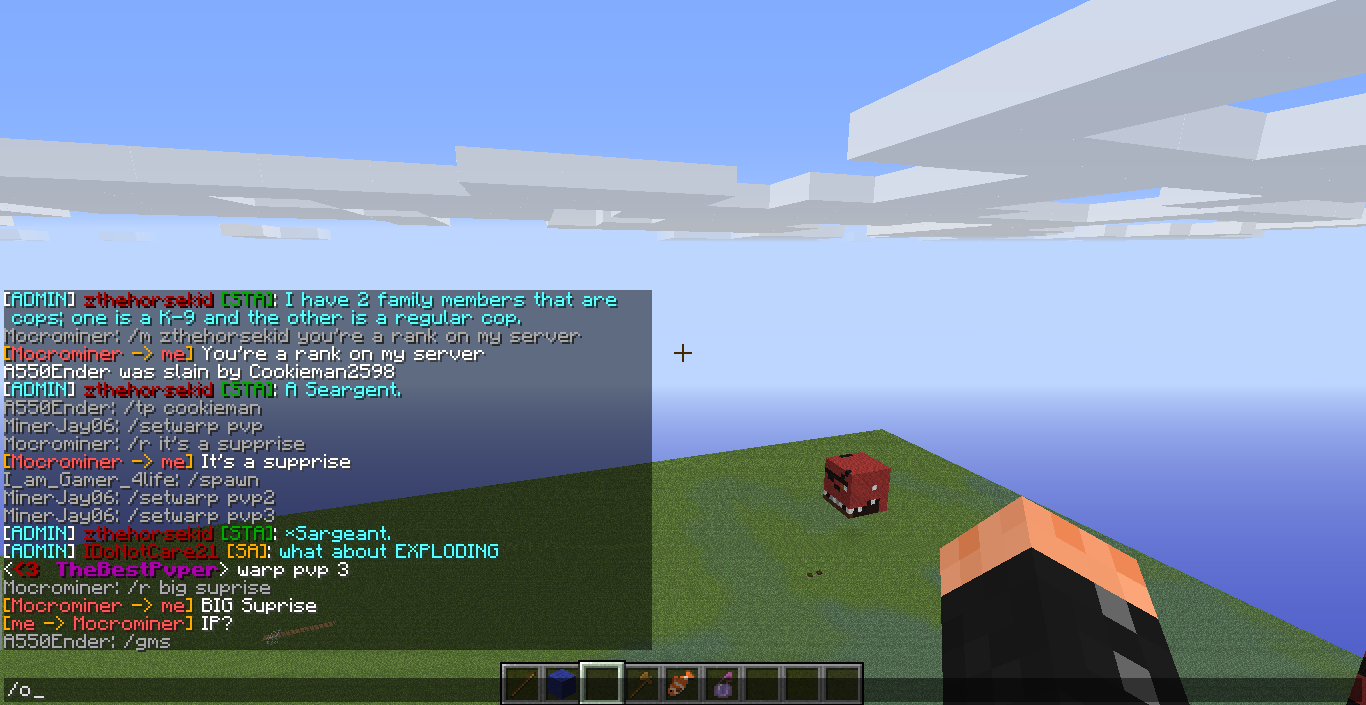 [ADMIN] zthehorsekid [STA]: I have 2 family members that are
cops; one is a K-9 and the other is a regular cop.
Mocrominer: /m zthehorsekid you're a rank on my server
[Mocrominer -> me] You're a rank on my server
A550Ender was slain by Cookieman2598
[ADMIN] zthehorsekid [STA]: A Seargent.
A550Ender: /tp cookieman
MinerJay06: /setwarp pvp
Mocrominer: /r it's a supprise
[Mocrominer -> me] It's a supprise
I_am_Gamer_4life: /spawn
MinerJay06: /setwarp pvp2
MinerJay06: /setwarp pvp3
[ADMIN] zthehorsekid [STA]: *Sargeant.
[ADMIN] IDoNotCare21 [SA]: what about EXPLODING
<<3 TheBestPvper> warp pvp 3
Mocrominer: /r big suprise
[Mocrominer -> me] BIG Suprise
[me -> Mocrominer] IP?
A550Ender: /gms
/o_